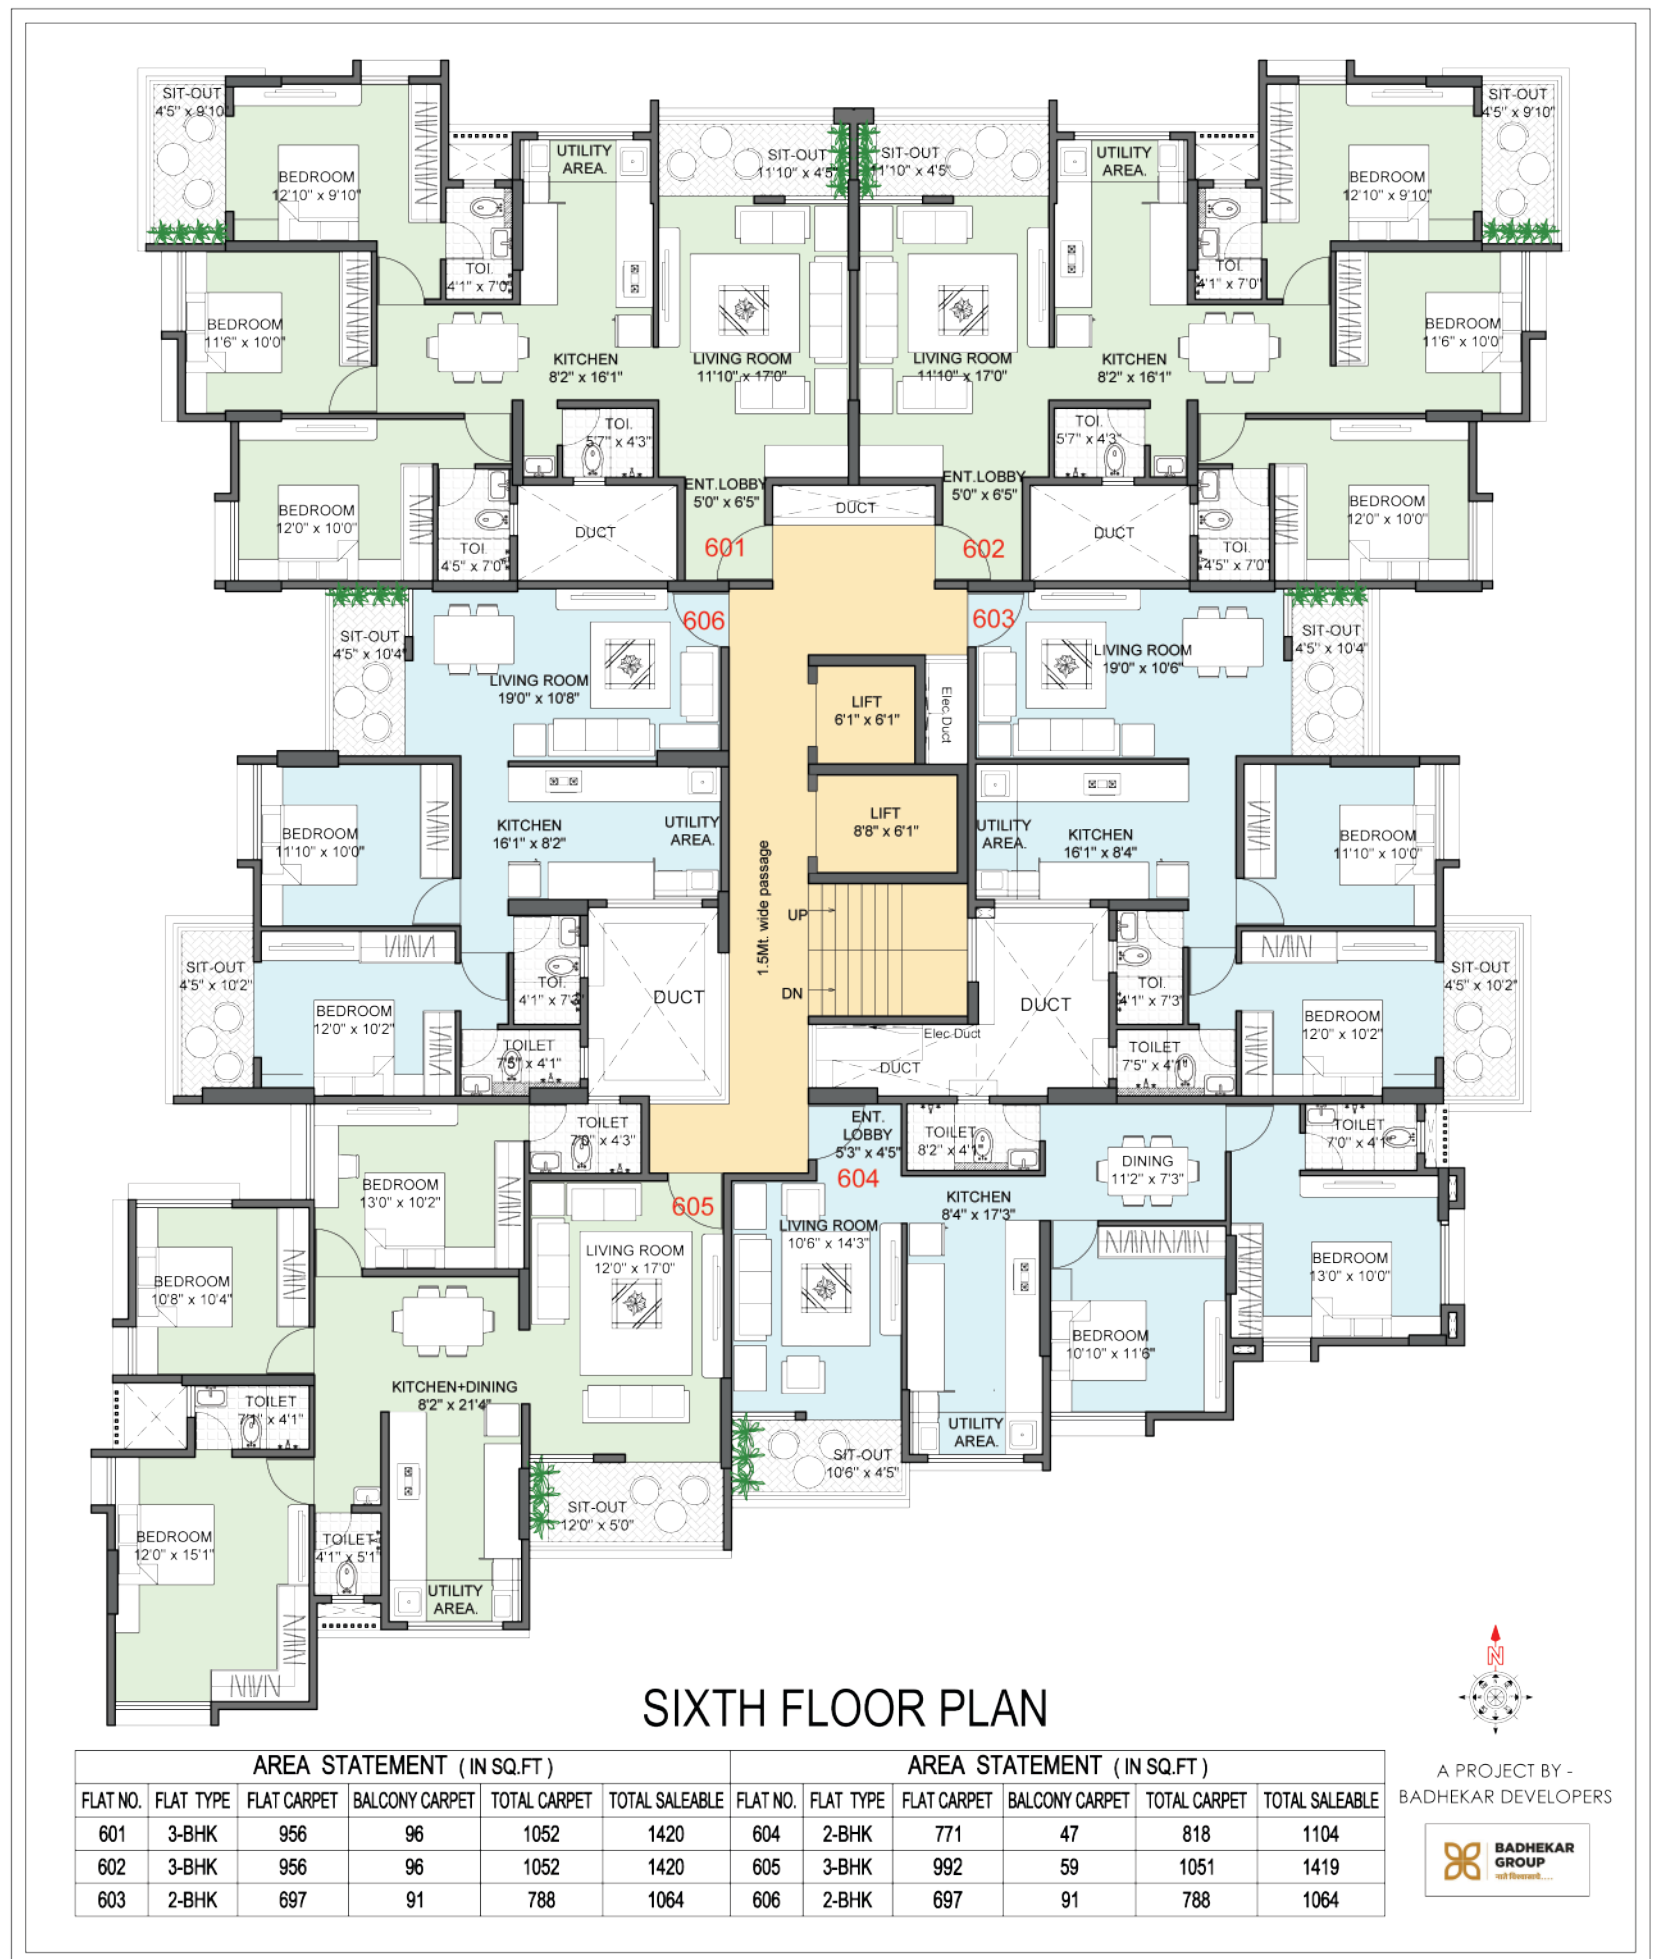 SIT-OUT
4'5" x 9'10"
BEDROOM
12'10" x 9'10"
UTILITY
AREA.
SIT-OUT
11'10" x 4'5"
SIT-OUT
11'10" x 4'5"
UTILITY
AREA.
BEDROOM
12'10" x 9'10"
SIT-OUT
4'5" x 9'10"
TOI.
4'1" x 7'0"
TOI.
4'1" x 7'0"
BEDROOM
11'6" x 10'0"
KITCHEN
8'2" x 16'1"
LIVING ROOM
11'10" x 17'0"
LIVING ROOM
11'10" x 17'0"
KITCHEN
8'2" x 16'1"
BEDROOM
11'6" x 10'0"
TOI.
5'7" x 4'3"
TOI.
5'7" x 4'3"
BEDROOM
12'0" x 10'0"
TOI.
4'5" x 7'0"
DUCT
ENT.LOBBY
5'0" x 6'5"
DUCT
ENT.LOBBY
5'0" x 6'5"
DUCT
TOI.
4'5" x 7'0"
BEDROOM
12'0" x 10'0"
601
602
606
603
SIT-OUT
4'5" x 10'4"
LIVING ROOM
19'0" x 10'8"
LIVING ROOM
19'0" x 10'6"
SIT-OUT
4'5" x 10'4"
LIFT
6'1" x 6'1"
Elec.Duct
LIFT
8'8" x 6'1"
BEDROOM
11'10" x 10'0"
KITCHEN
16'1" x 8'2"
UTILITY
AREA.
1.5Mt. wide passage
UTILITY
AREA.
KITCHEN
16'1" x 8'4"
BEDROOM
11'10" x 10'0"
UP
DN
SIT-OUT
4'5" x 10'2"
BEDROOM
12'0" x 10'2"
TOI.
4'1" x 7'3"
DUCT
DUCT
TOI.
4'1" x 7'3"
BEDROOM
12'0" x 10'2"
SIT-OUT
4'5" x 10'2"
TOILET
7'5" x 4'1"
Elec.Duct
DUCT
TOILET
7'5" x 4'1"
TOILET
7'0" x 4'3"
ENT.
LOBBY
5'3" x 4'5"
TOILET
8'2" x 4'1"
DINING
11'2" x 7'3"
TOILET
7'0" x 4'1"
BEDROOM
13'0" x 10'2"
605
604
KITCHEN
8'4" x 17'3"
LIVING ROOM
12'0" x 17'0"
LIVING ROOM
10'6" x 14'3"
BEDROOM
13'0" x 10'0"
BEDROOM
10'8" x 10'4"
BEDROOM
10'10" x 11'6"
KITCHEN+DINING
8'2" x 21'4"
TOILET
7'1" x 4'1"
UTILITY
AREA.
SIT-OUT
10'6" x 4'5"
SIT-OUT
12'0" x 5'0"
BEDROOM
12'0" x 15'1"
TOILET
4'1" x 5'1"
UTILITY
AREA.
N
SIXTH FLOOR PLAN
AREA STATEMENT ( IN SQ.FT ) AREA STATEMENT ( IN SQ.FT )
FLAT NO. FLAT TYPE FLAT CARPET BALCONY CARPET TOTAL CARPET TOTAL SALEABLE FLAT NO. FLAT TYPE FLAT CARPET BALCONY CARPET TOTAL CARPET TOTAL SALEABLE
601 3-BHK 956 96 1052 1420 604 2-BHK 771 47 818 1104
602 3-BHK 956 96 1052 1420 605 3-BHK 992 59 1051 1419
603 2-BHK 697 91 788 1064 606 2-BHK 697 91 788 1064
A PROJECT BY -
BADHEKAR DEVELOPERS
BADHEKAR
GROUP